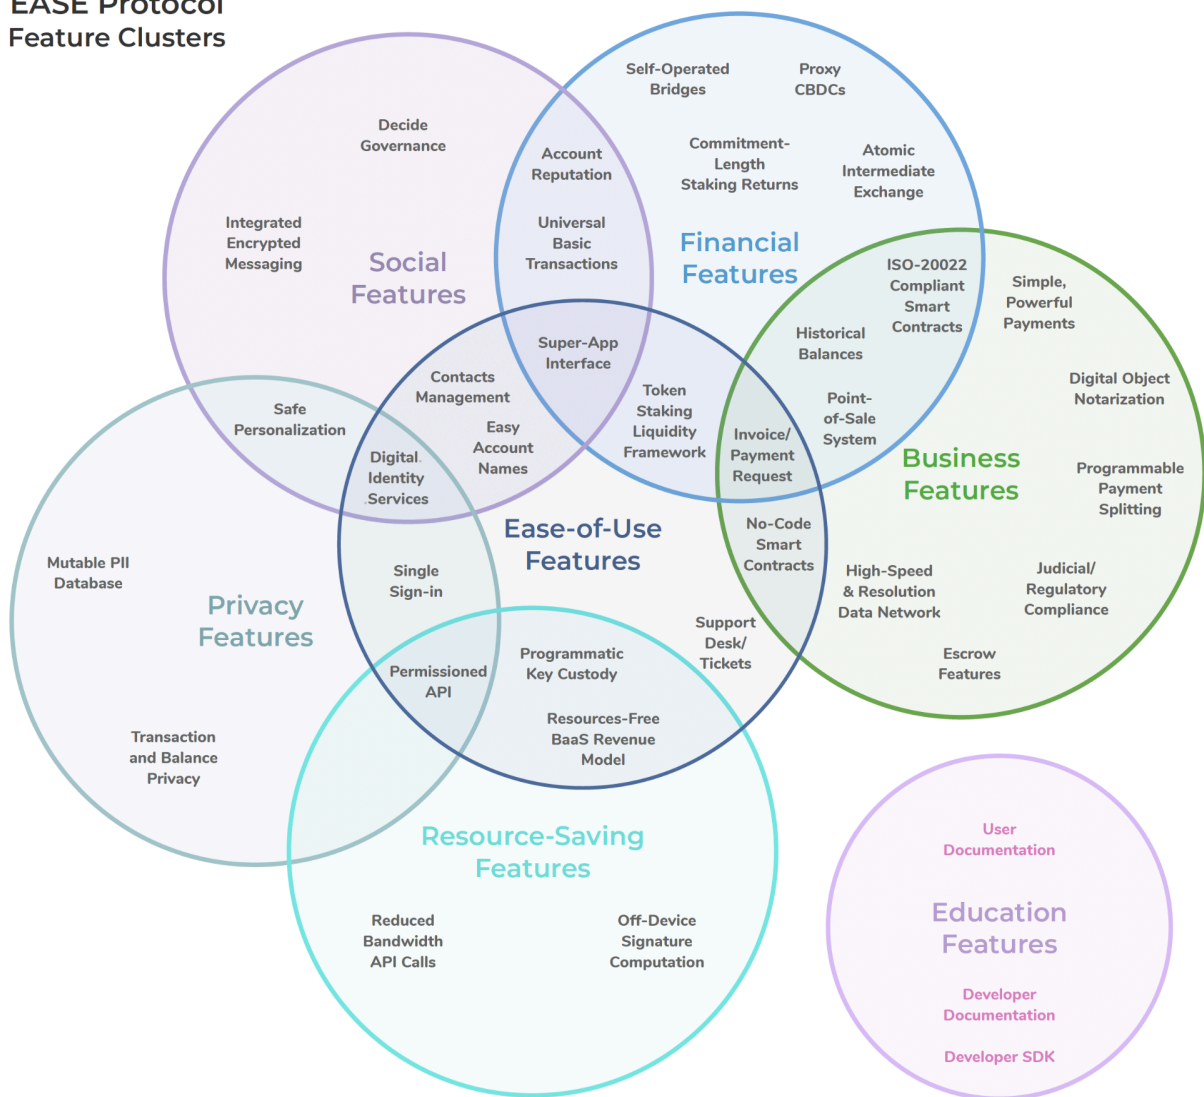 EASE Protocol
Feature Clusters
Self-Operated
Bridges
Proxy
CBDCs
Decide
Governance
Account
Reputation
Commitment-
Length
Staking Returns
Atomic
Intermediate
Exchange
Integrated
Encrypted
Messaging
Universal
Basic
Transactions
Social
Features
Financial
Features
ISO-20022
Compliant
Smart
Contracts
Simple,
Powerful
Payments
Historical
Balances
Super-App
Interface
Contacts
Management
Token
Staking
Liquidity
Framework
Digital Object
Notarization
Point-
of-Sale
System
Safe
Personalization
Easy
Account
Names
Invoice/
Payment
Request
Digital
Identity
Services
Business
Features
Programmable
Payment
Splitting
Ease-of-Use
Features
No-Code
Smart
Contracts
Mutable PII
Database
Single
Sign-in
High-Speed
& Resolution
Data Network
Judicial/
Regulatory
Compliance
Privacy
Features
Support
Desk/
Tickets
Escrow
Features
Permissioned
API
Programmatic
Key Custody
Resources-Free
BaaS Revenue
Model
Transaction
and Balance
Privacy
Resource-Saving
Features
Reduced
Bandwidth
API Calls
Off-Device
Signature
Computation
User
Documentation
Education
Features
Developer
Documentation
Developer SDK